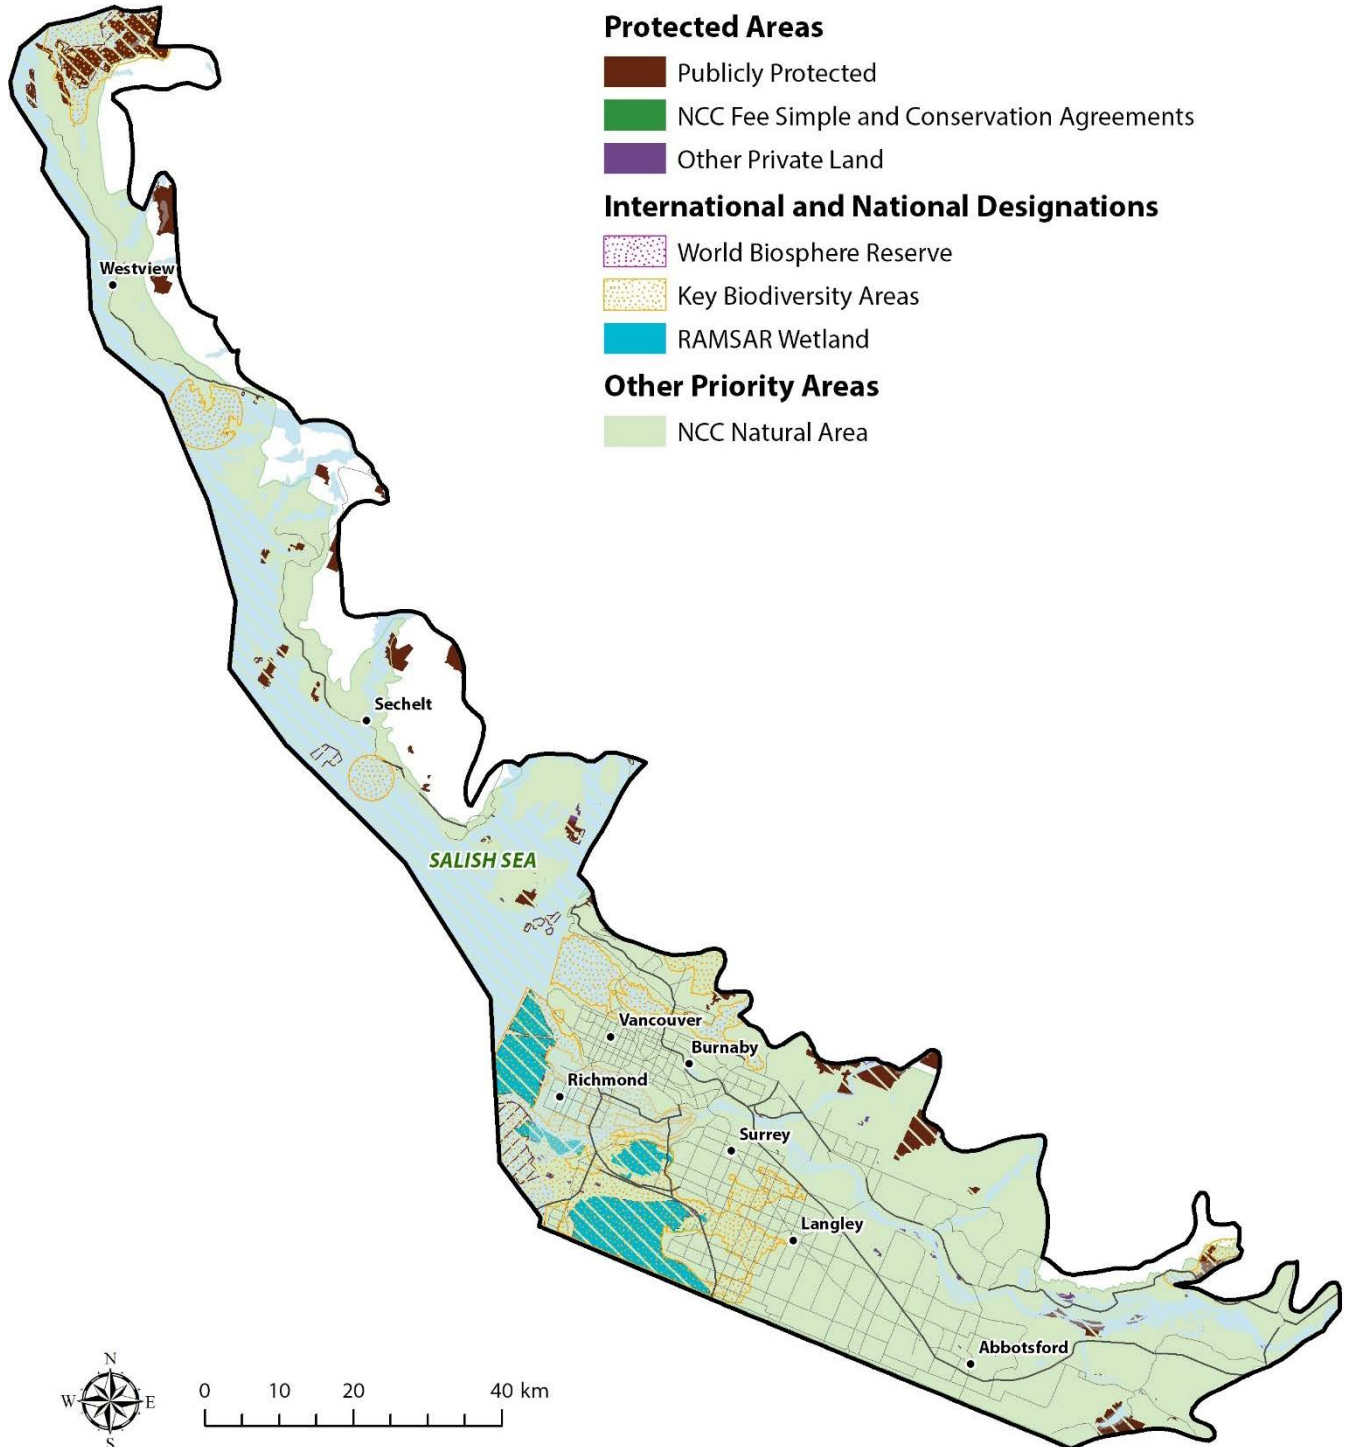 Protected Areas
Publicly Protected
NCC Fee Simple and Conservation Agreements
Other Private Land
International and National Designations
World Biosphere Reserve
Key Biodiversity Areas
RAMSAR Wetland
Other Priority Areas
NCC Natural Area
Westview
Sechelt
SALISH SEA
Vancouver
Burnaby
Richmond
Surrey
Langley
Abbotsford
N
W E
S
0 10 20 40 km